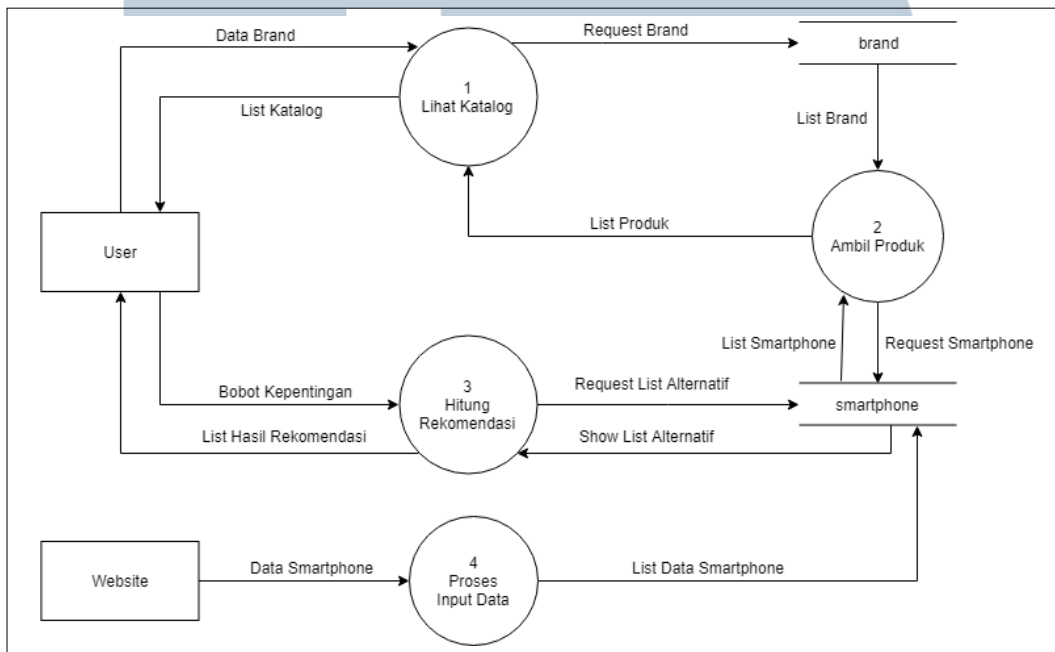 Data Brand
Request Brand
brand
1
Lihat Katalog
List Katalog
List Brand
User
List Produk
2
Ambil Produk
List Smartphone
Request Smartphone
Bobot Kepentingan
3
Hitung
Rekomendasi
Request List Alternatif
smartphone
List Hasil Rekomendasi
Show List Alternatif
Website
Data Smartphone
4
Proses
Input Data
List Data Smartphone